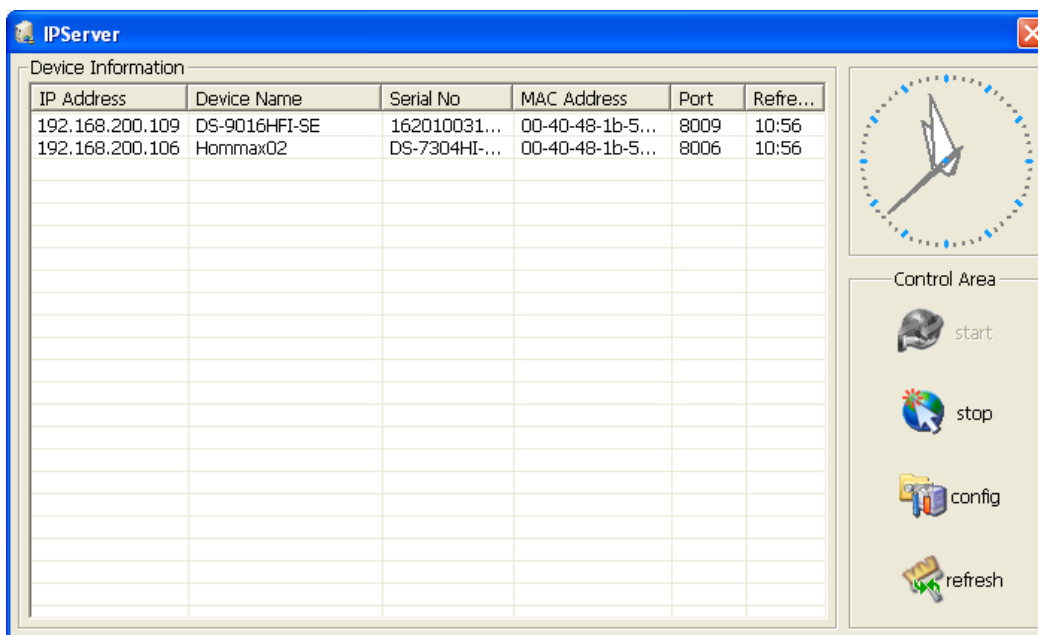 IPServer
Device Information
IP Address Device Name Serial No MAC Address Port Refre...
192.168.200.109 DS-9016HFI-SE 162010031... 00-40-48-1b-5... 8009 10:56
192.168.200.106 Hommax02 DS-7304HI-... 00-40-48-1b-5... 8006 10:56
Control Area
start
stop
config
refresh